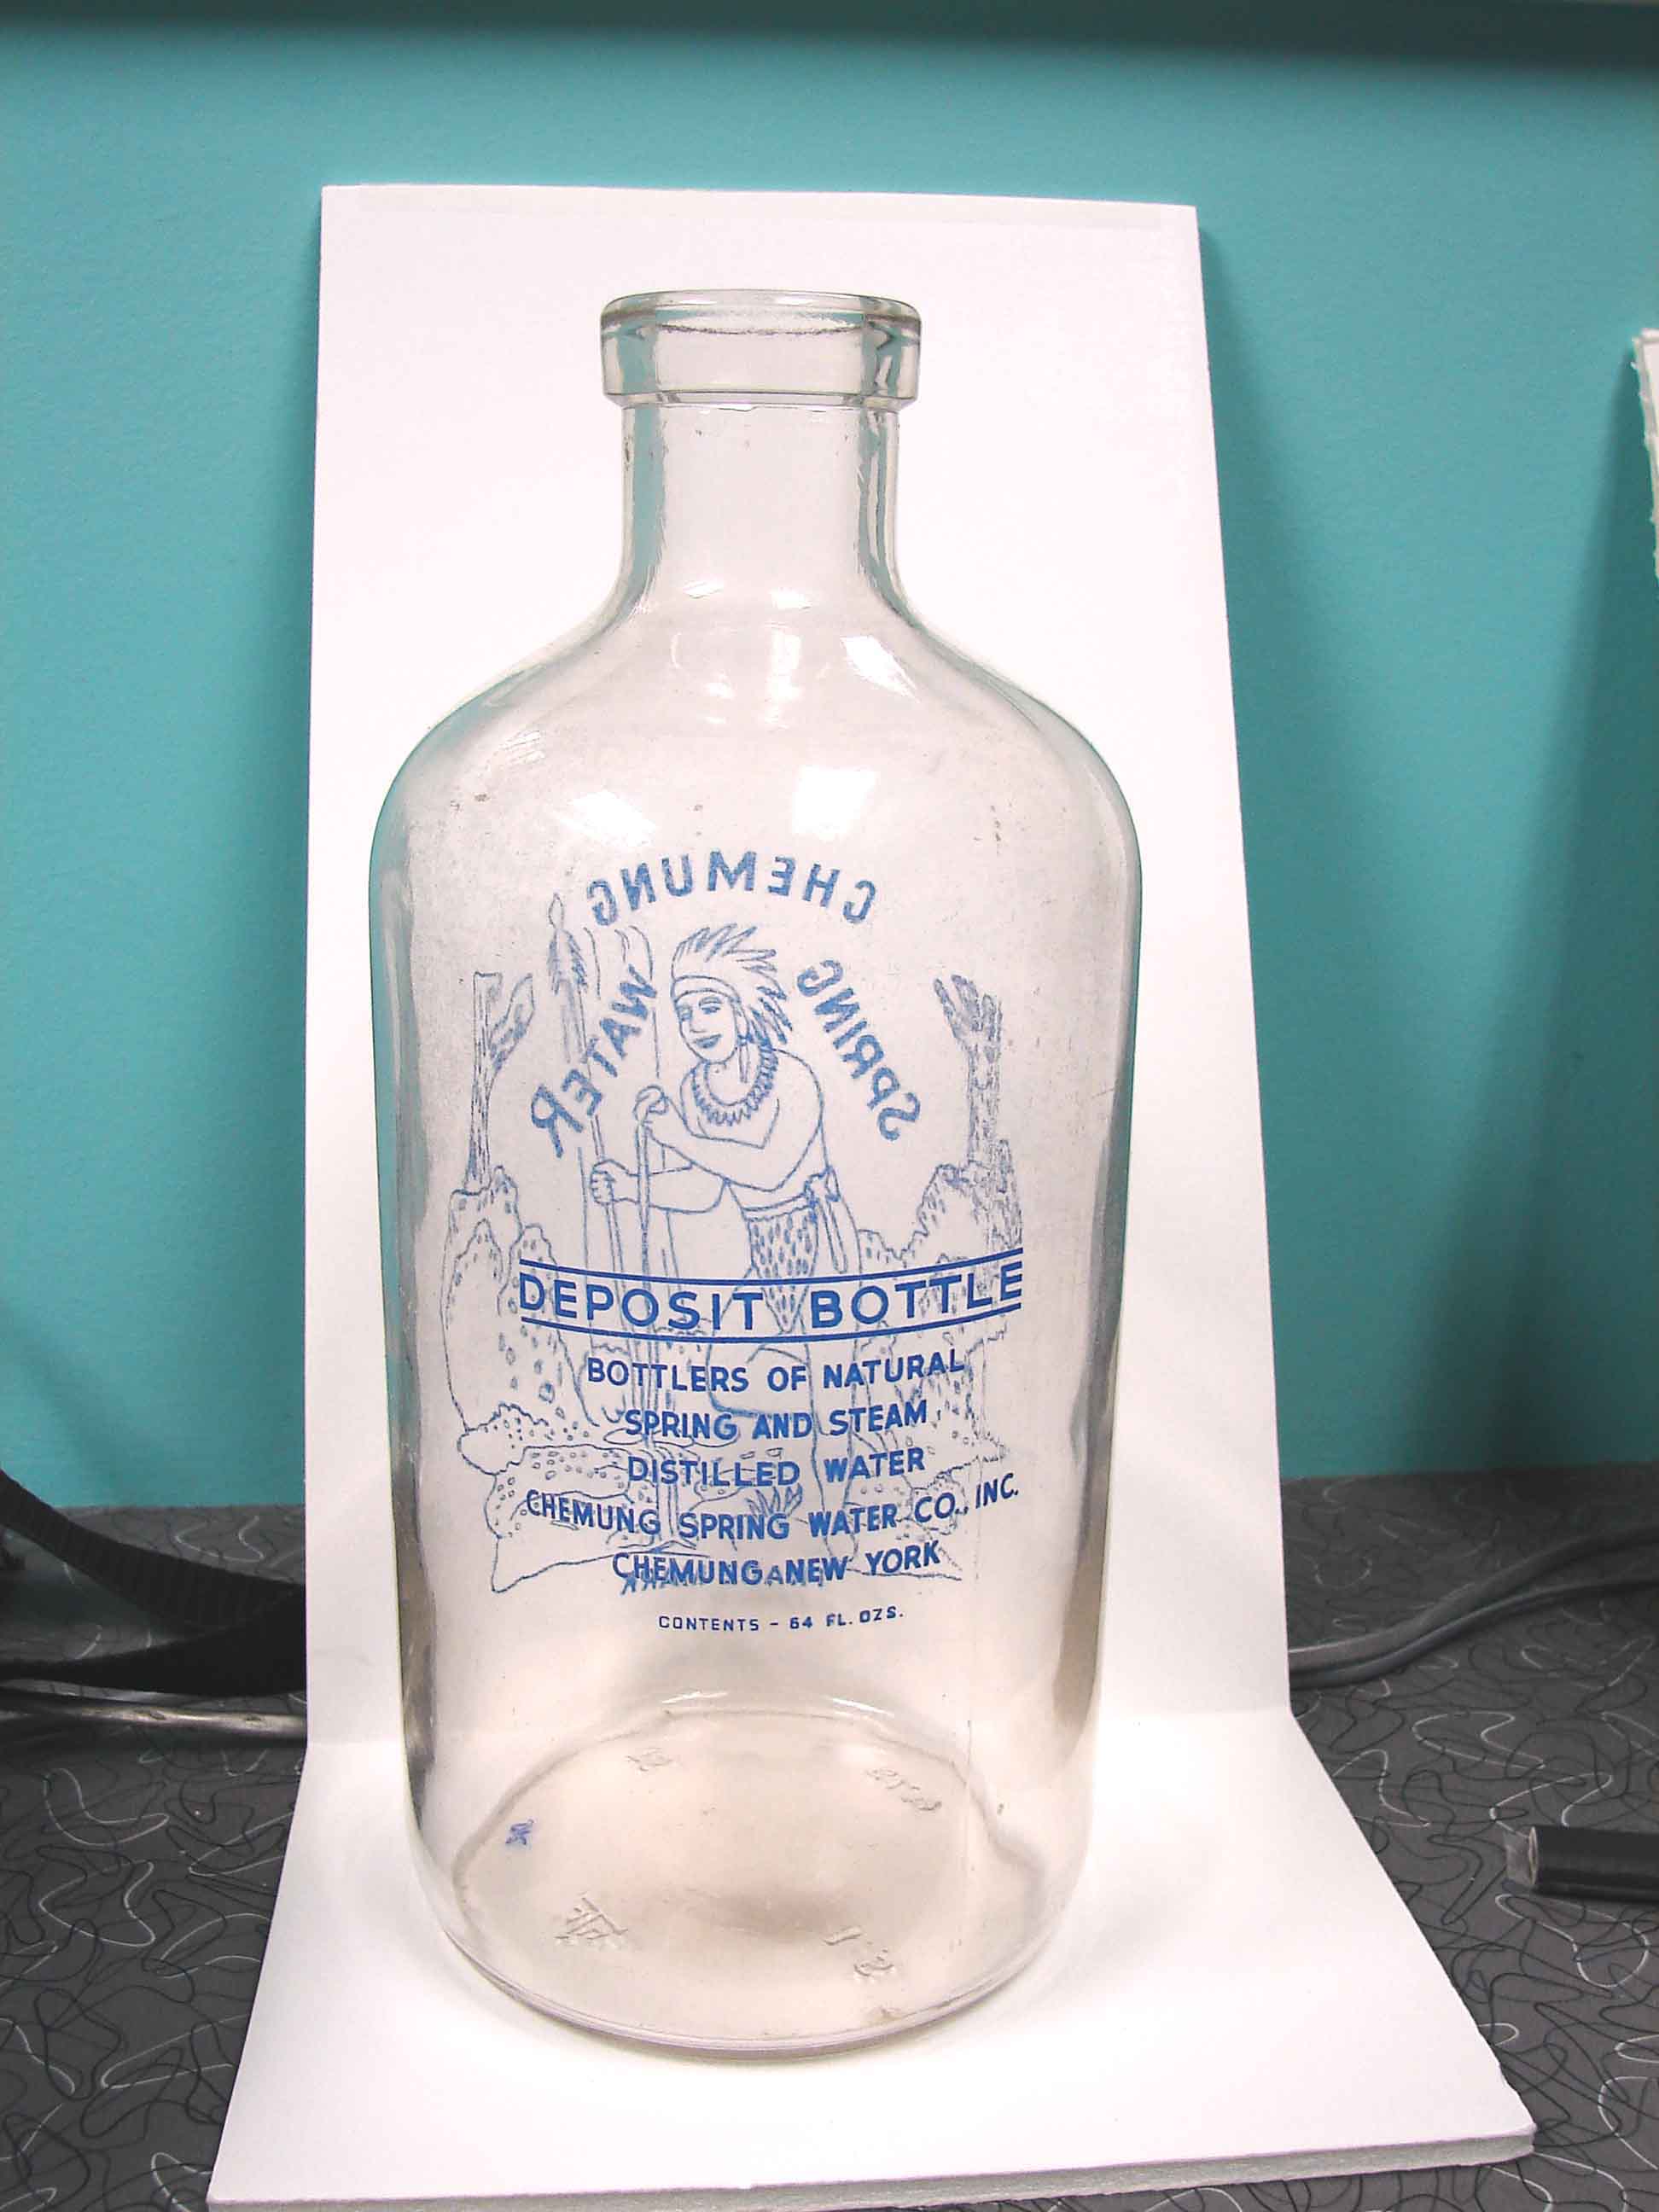 CHEMUNG
SPRING
WATER
DEPOSIT BOTTLE
BOTTLERS OF NATURAL
SPRING AND STEAM
DISTILLED WATER
CHEMUNG SPRING WATER CO., INC.
CHEMUNG NEW YORK
CONTENTS - 64 FL. OZS.